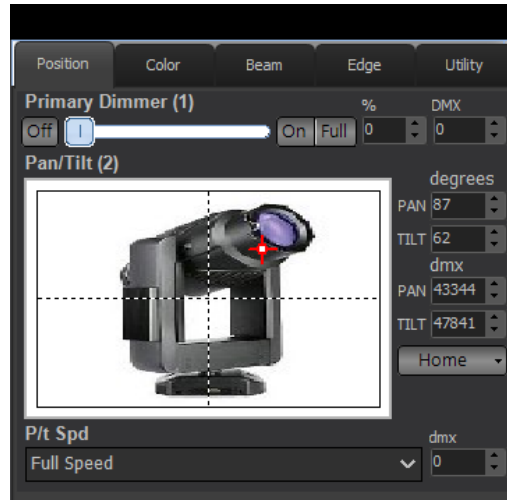 Position Color Beam Edge Utility
Primary Dimmer (1) % DMX
Off On Full 0 0
Pan/Tilt (2)
degrees
PAN 87
TILT 62
dmx
PAN 43344
TILT 47841
Home
P/t Spd dmx
Full Speed 0